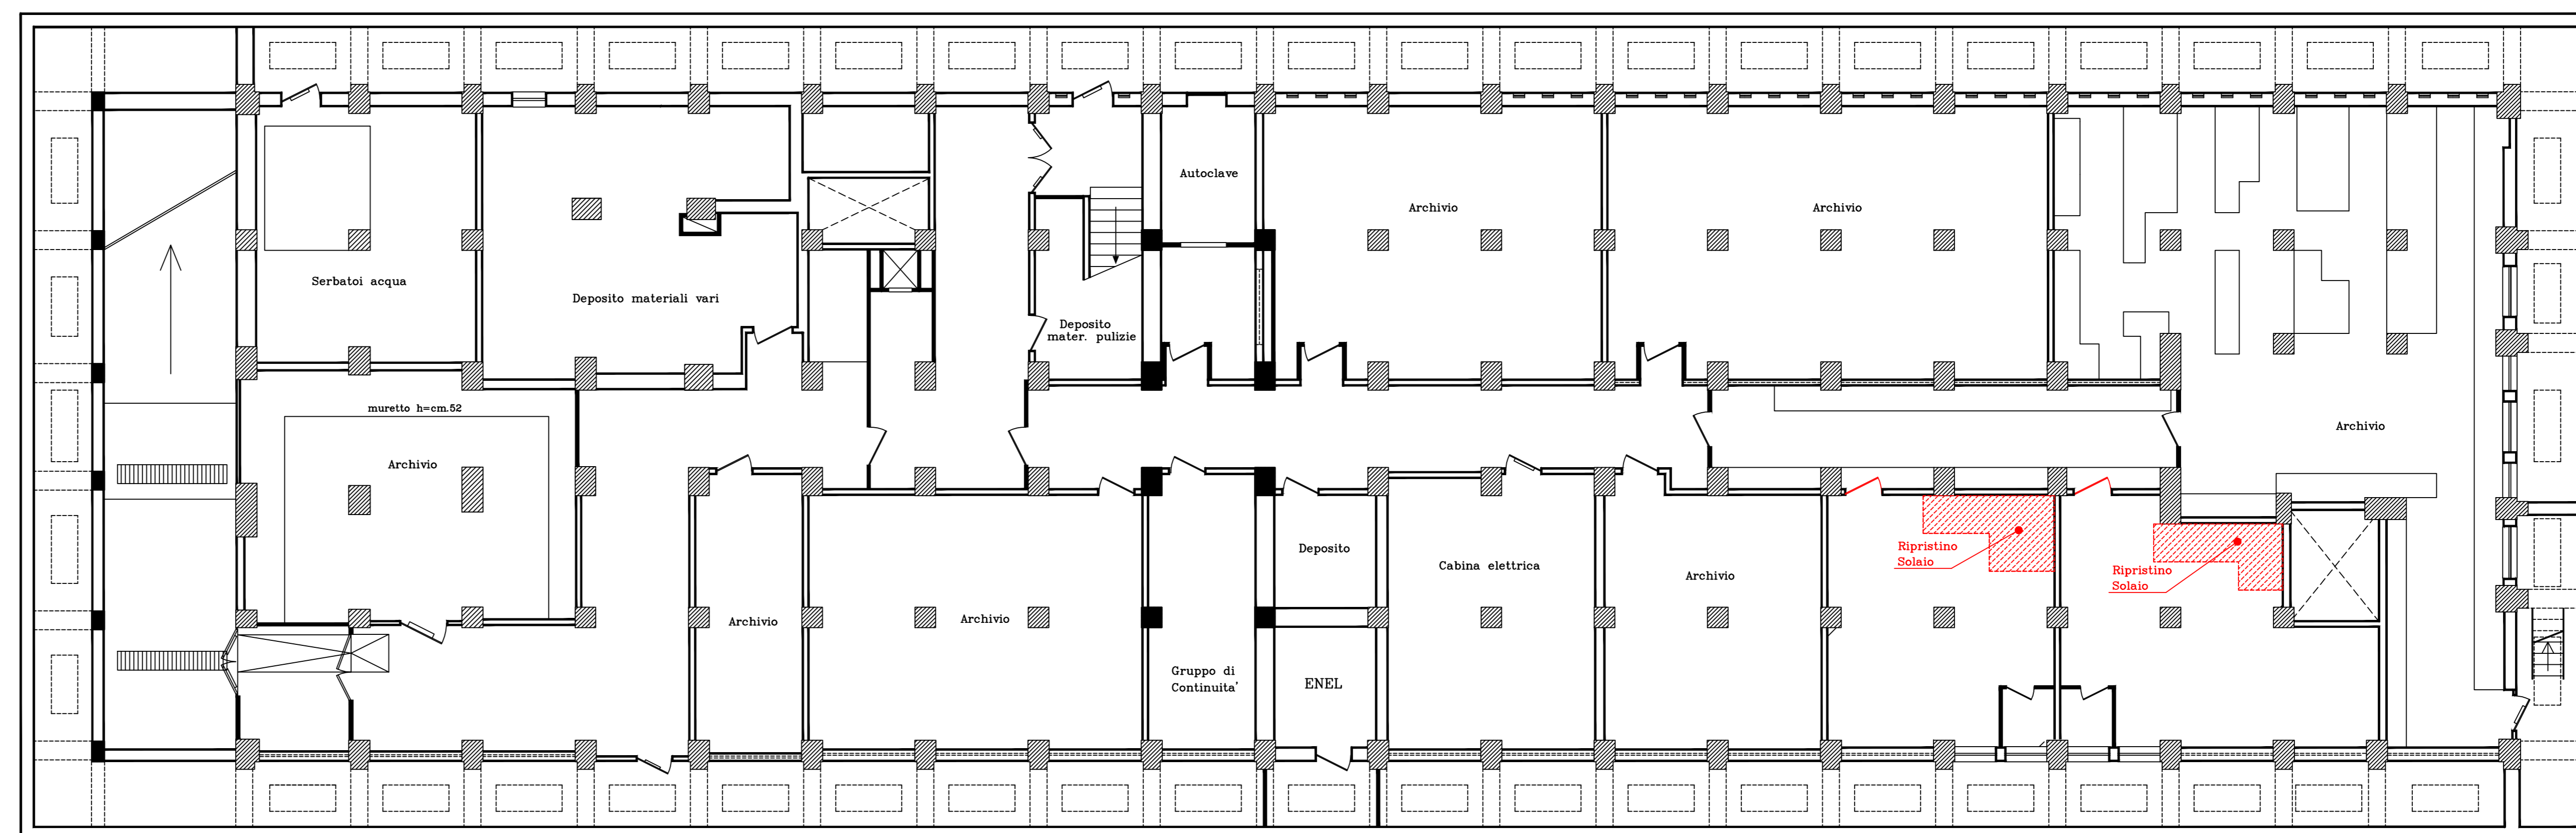 Autoclave
Archivio
Archivio
Serbatoi acqua
Deposito materiali vari
Deposito
mater. pulizie
muretto h=cm.52
Archivio
Archivio
Deposito
Cabina elettrica
Archivio
Ripristino
Solaio
Ripristino
Solaio
Archivio
Archivio
Gruppo di
Continuita'
ENEL